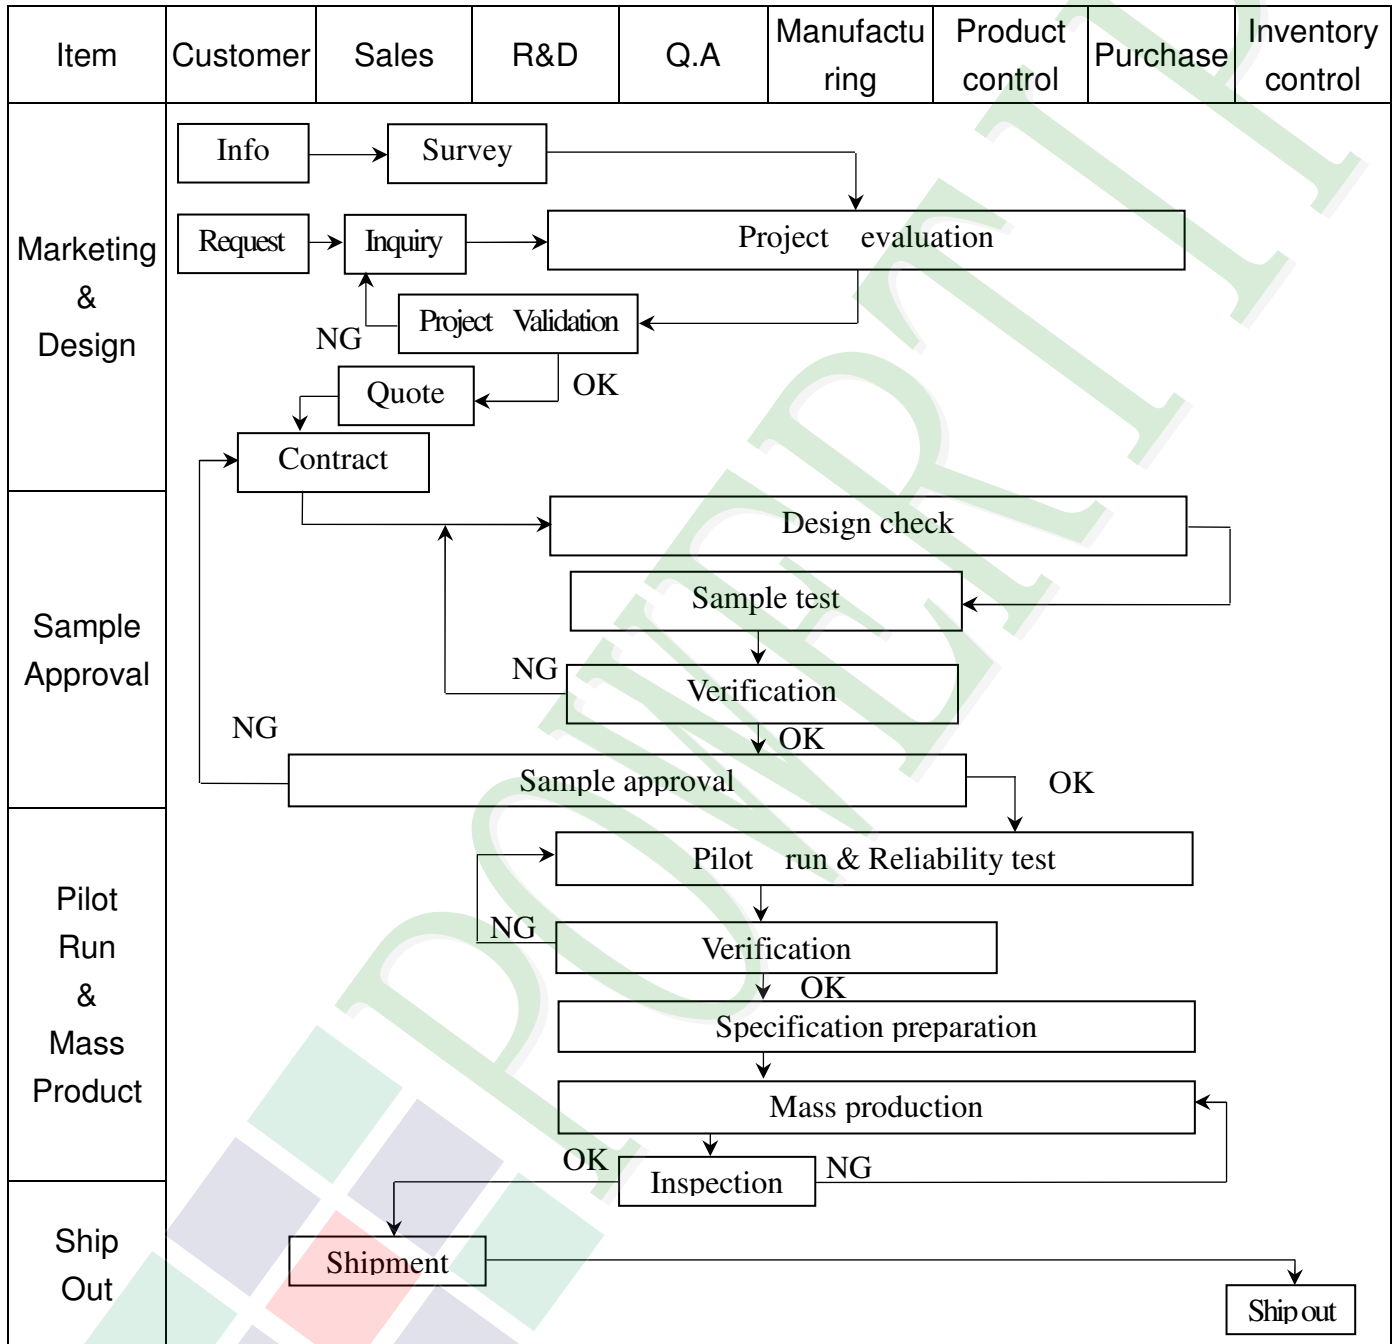 Item Customer Sales R&D Q.A Manufactu
ring Product
control Purchase Inventory
control
Marketing
&
Design
Info Survey
Request Inquiry Project evaluation
NG Project Validation
Quote OK
Contract
Sample
Approval
Design check
Sample test
NG Verification
NG OK
Sample approval OK
Pilot
Run
&
Mass
Product
Pilot run & Reliability test
NG Verification
OK
Specification preparation
Mass production
OK Inspection NG
Ship
Out
Shipment
Ship out
POWERTIP